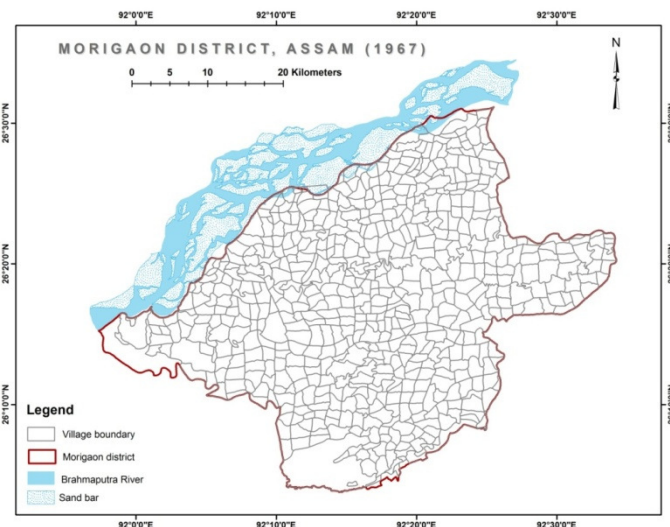 92°0'0"E 92°10'0"E 92°20'0"E 92°30'0"E
MORIGAON DISTRICT, ASSAM (1967)
0 5 10 20 Kilometers
N
26°30'0"N
26°20'0"N
26°10'0"N
Legend
Village boundary
Morigaon district
Brahmaputra River
Sand bar
92°0'0"E 92°10'0"E 92°20'0"E 92°30'0"E